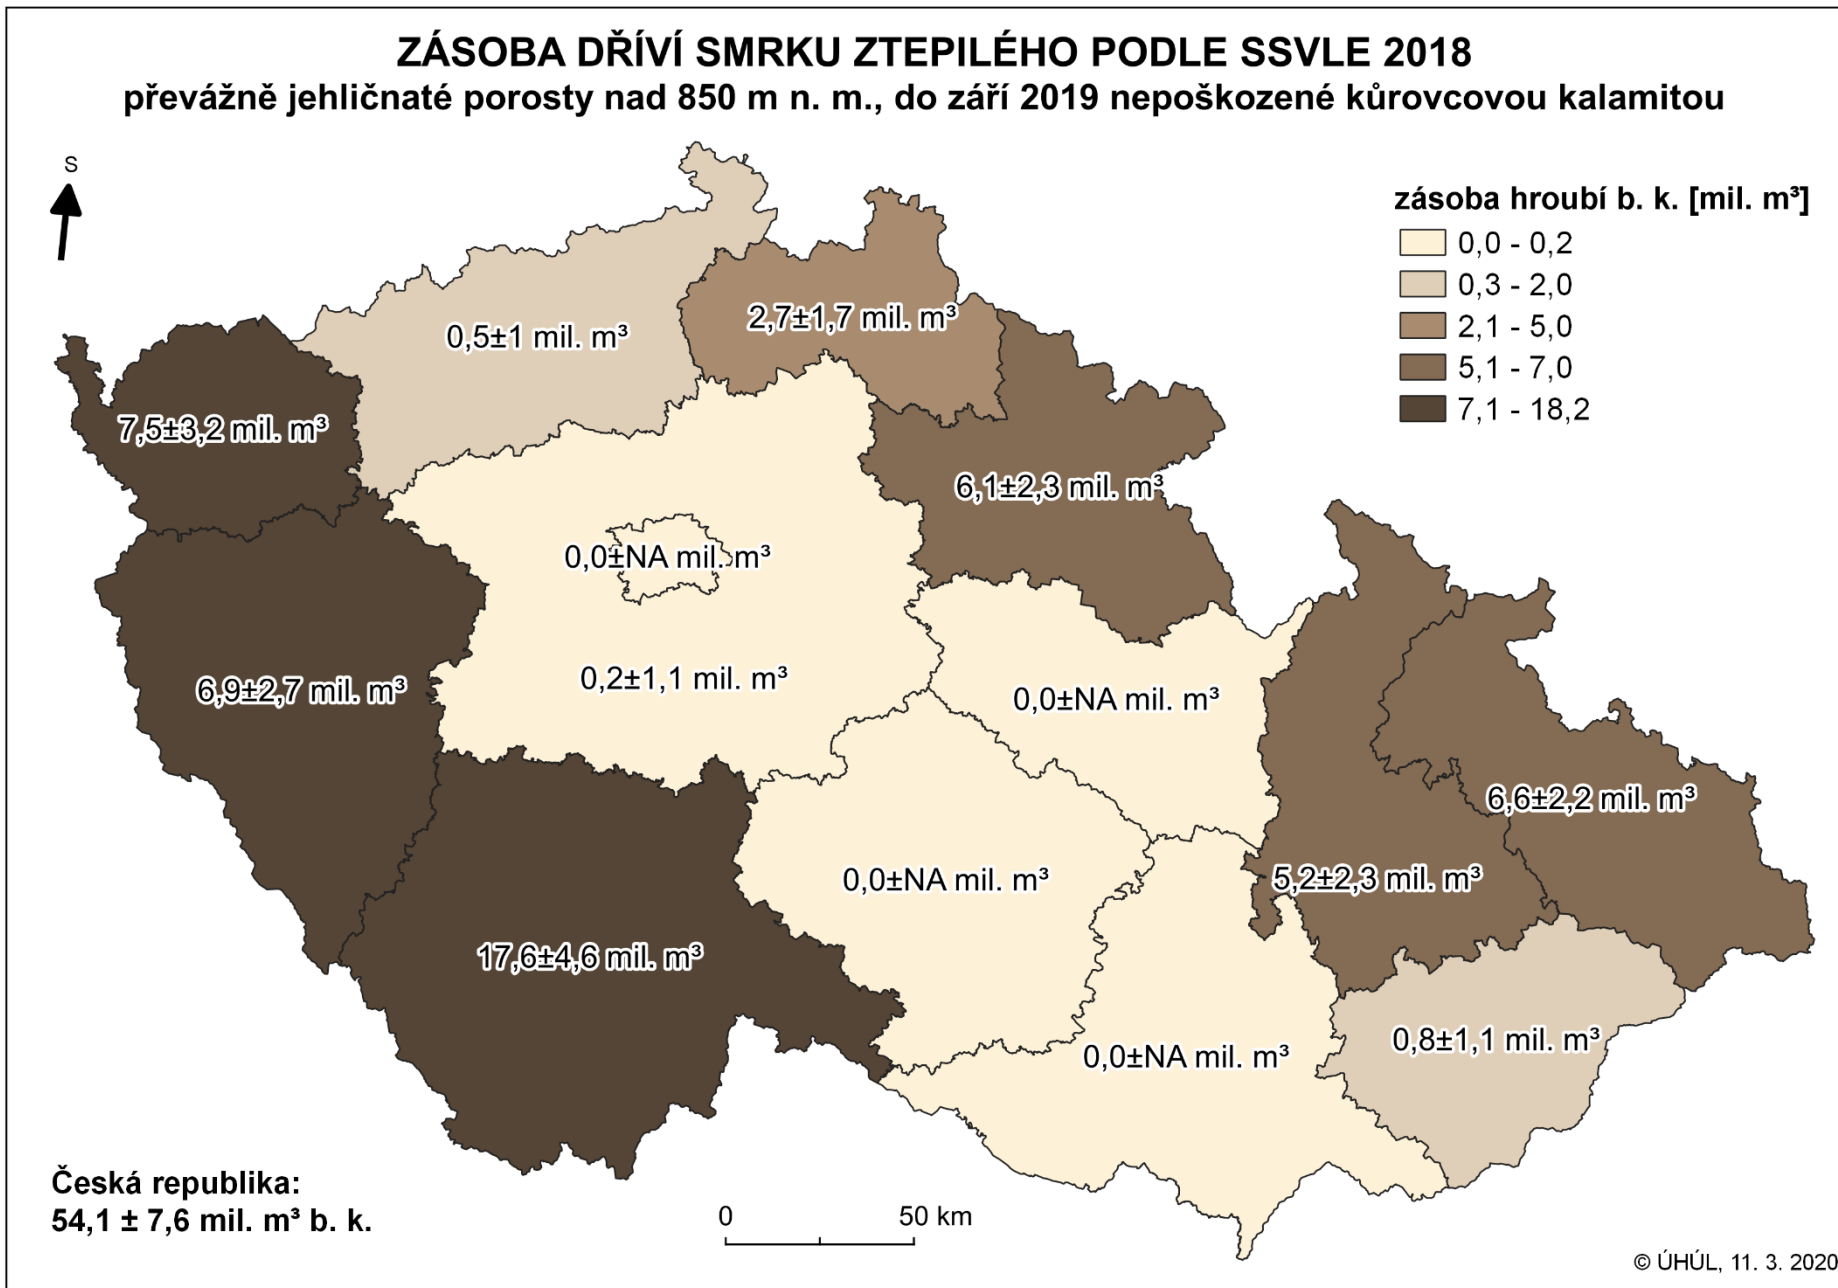 ZÁSOBA DŘÍVÍ SMRKU ZTEPILÉHO PODLE SSVLE 2018
převážně jehličnaté porosty nad 850 m n. m., do září 2019 nepoškozené kůrovcovou kalamitou
S
zásoba hroubí b. k. [mil. m³]
0,0 - 0,2
0,3 - 2,0
2,1 - 5,0
5,1 - 7,0
7,1 - 18,2
2,7±1,7 mil. m³
0,5±1 mil. m³
7,5±3,2 mil. m³
6,1±2,3 mil. m³
0,0±NA mil. m³
0,2±1,1 mil. m³
6,9±2,7 mil. m³
0,0±NA mil. m³
6,6±2,2 mil. m³
0,0±NA mil. m³
5,2±2,3 mil. m³
17,6±4,6 mil. m³
0,8±1,1 mil. m³
0,0±NA mil. m³
Česká republika:
54,1 ± 7,6 mil. m³ b. k.
0 50 km
© ÚHÚL, 11. 3. 2020